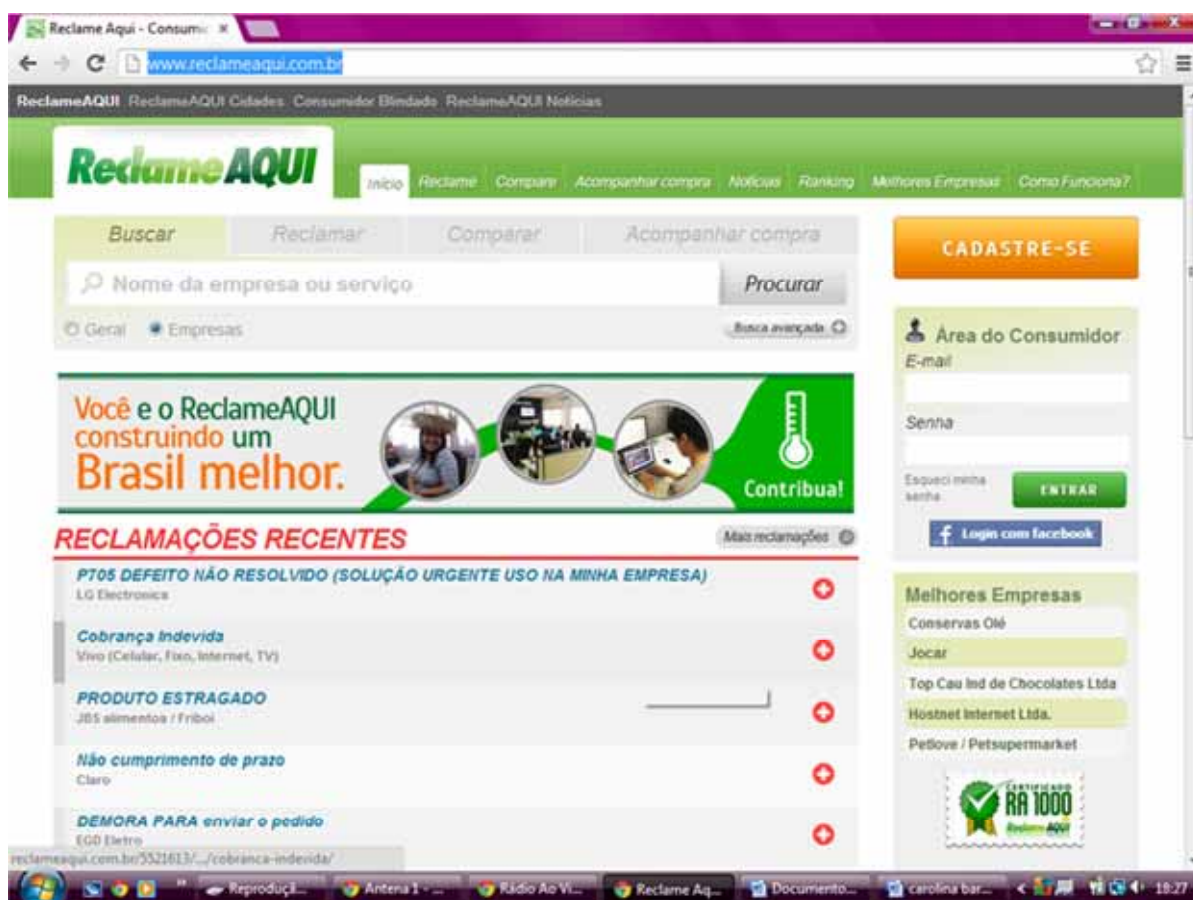 Reclame Aqui - Consumi
www.reclameaqui.com.br
ReclameAQUI ReclameAQUI Cidades Consumidor Blindado ReclameAQUI Notícias
ReclameAQUI
Início Reclame Compare Acompanhar compra Notícias Ranking Melhores Empresas Como Funciona?
Buscar Reclamar Comparar Acompanhar compra
Nome da empresa ou serviço Procurar
Geral Empresas Busca avançada
CADASTRE-SE
Área do Consumidor
E-mail
Senha
Esqueci minha senha
ENTRAR
Login com facebook
Você e o ReclameAQUI
construindo um
Brasil melhor.
Contribua!
RECLAMAÇÕES RECENTES Mais reclamações
P705 DEFEITO NÃO RESOLVIDO (SOLUÇÃO URGENTE USO NA MINHA EMPRESA)
LG Electronics
Cobrança Indevida
Vivo (Celular, Fixo, Internet, TV)
PRODUTO ESTRAGADO
JBS alimentos / Friboi
Não cumprimento de prazo
Claro
DEMORA PARA enviar o pedido
EGD Eletro
Melhores Empresas
Conservas Olé
Jocar
Top Cau Ind de Chocolates Ltda
Hostnet Internet Ltda.
Petlove / Petsupermarket
CERTIFICADO
RA 1000
ReclameAQUI
reclameaqui.com.br/5521613/.../cobranca-indevida/
Reproduçã... Antena 1 - ... Rádio Ao Vi... Reclame Aq... Documento... carolina bar... 18:27